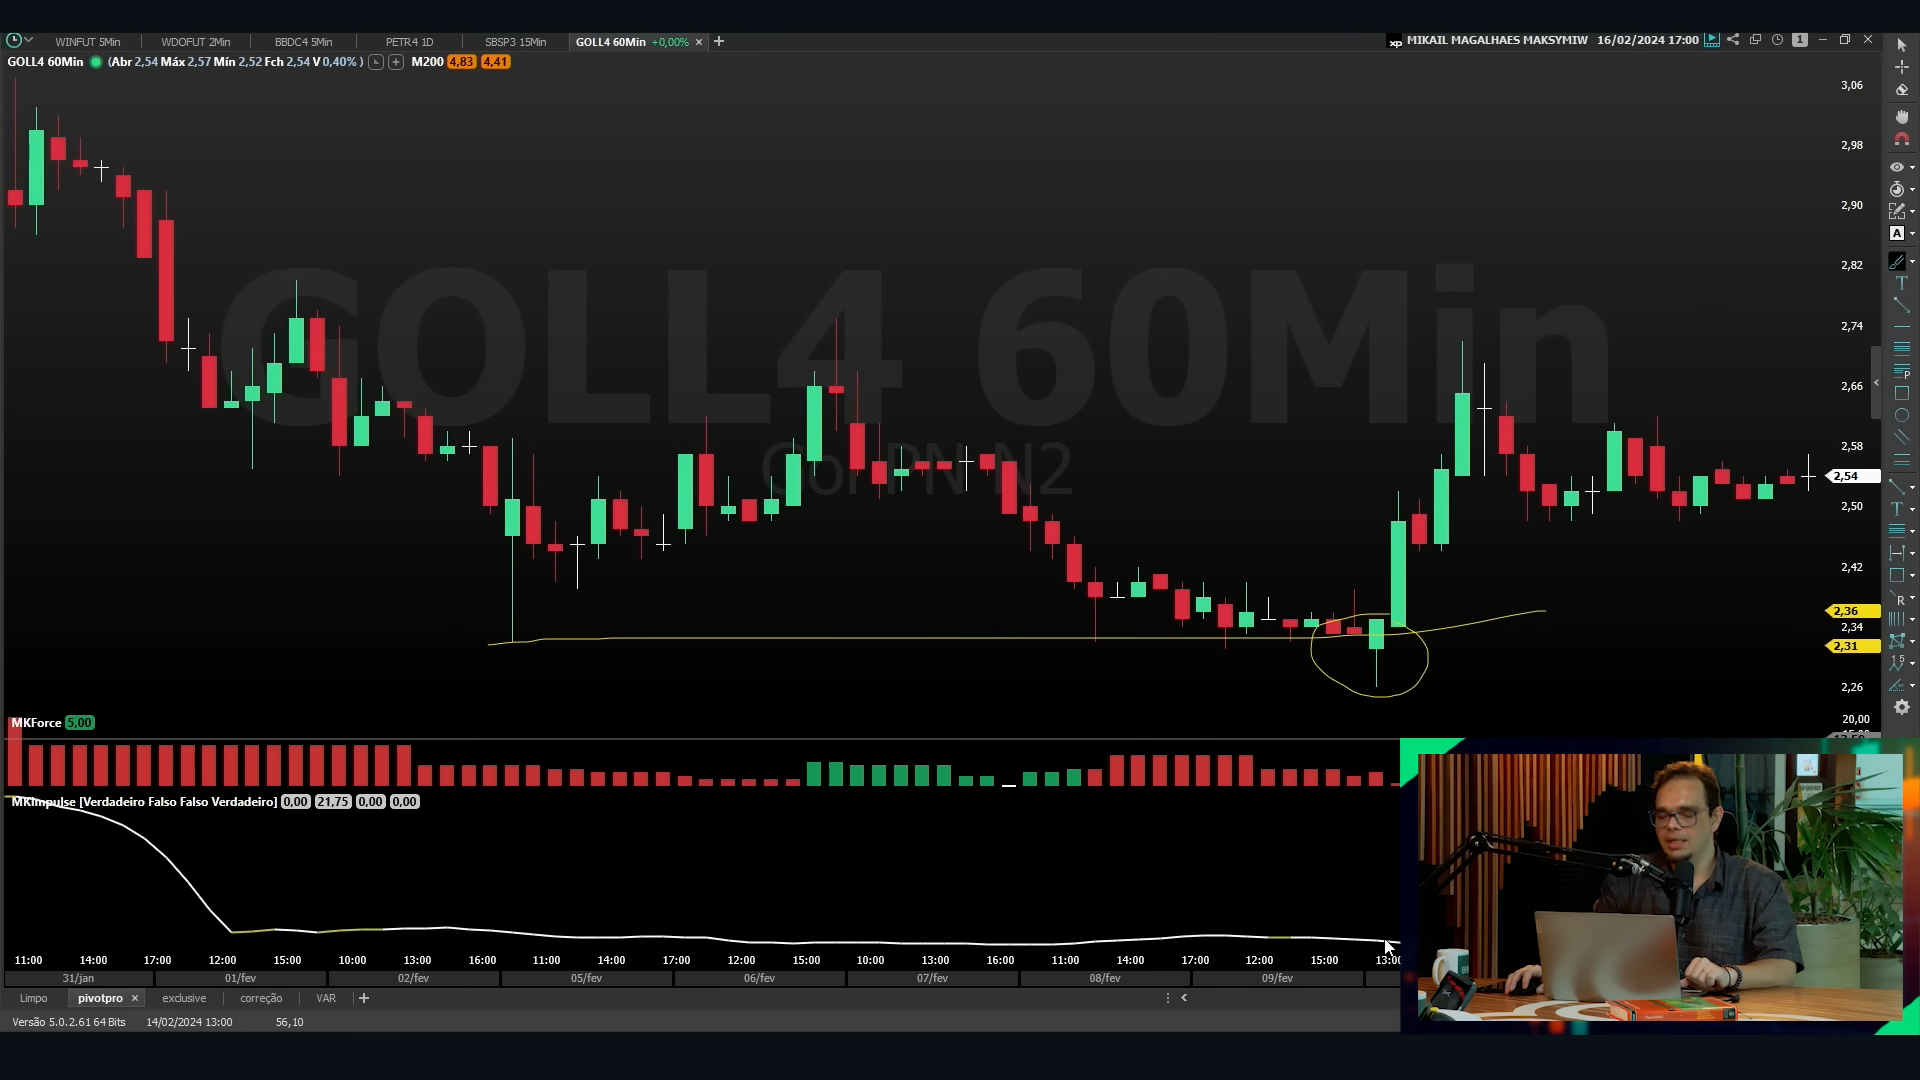 WINFUT 5Min WDOFUT 2Min BBDC4 5Min PETR4 1D SBSP3 15Min GOLL4 60Min +0,00% × +
xp MIKAIL MAGALHAES MAKSYMIW 16/02/2024 17:00 1
GOLL4 60Min (Abr 2,54 Máx 2,57 Mín 2,52 Fch 2,54 V 0,40% ) M200 4,83 4,41
GOLL4 60Min
Gol PN N2
3,06
2,98
2,90
2,82
2,74
2,66
2,58
2,54
2,50
2,42
2,36
2,34
2,31
2,26
MKForce 5,00
20,00
MKImpulse [Verdadeiro Falso Falso Verdadeiro] 0,00 21,75 0,00 0,00
11:00 14:00 17:00 12:00 15:00 10:00 13:00 16:00 11:00 14:00 17:00 12:00 15:00 10:00 13:00 16:00 11:00 14:00 17:00 12:00 15:00 13:00
31/jan 01/fev 02/fev 05/fev 06/fev 07/fev 08/fev 09/fev
Limpo pivotpro × exclusive correção VAR +
Versão 5.0.2.61 64 Bits 14/02/2024 13:00 56,10